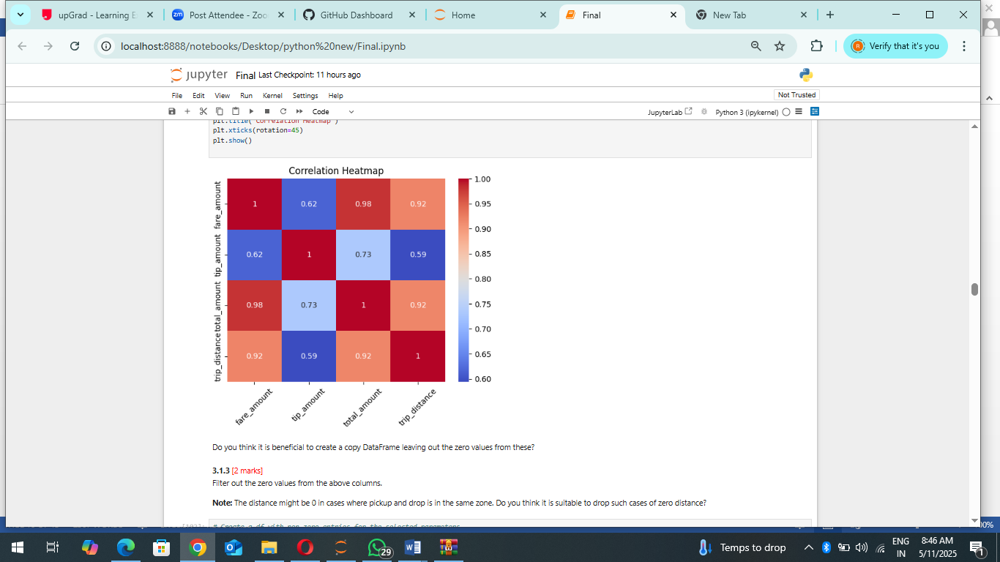 upGrad - Learning E
zm Post Attendee - Zoo
GitHub Dashboard
Home
Final
New Tab
localhost:8888/notebooks/Desktop/python%20new/Final.ipynb
R Verify that it's you
jupyter Final Last Checkpoint: 11 hours ago
File Edit View Run Kernel Settings Help
Not Trusted
Code
JupyterLab Python 3 (ipykernel)
plt.title('Correlation Heatmap')
plt.xticks(rotation=45)
plt.show()
Correlation Heatmap
fare_amount 1 0.62 0.98 0.92
tip_amount 0.62 1 0.73 0.59
total_amount 0.98 0.73 1 0.92
trip_distance 0.92 0.59 0.92 1
fare_amount tip_amount total_amount trip_distance
1.00
0.95
0.90
0.85
0.80
0.75
0.70
0.65
0.60
Do you think it is beneficial to create a copy DataFrame leaving out the zero values from these?
3.1.3 [2 marks]
Filter out the zero values from the above columns.
Note: The distance might be 0 in cases where pickup and drop is in the same zone. Do you think it is suitable to drop such cases of zero distance?
# Create a df with non zero entries for the selected parameters
00%
29
Temps to drop
ENG
IN
8:46 AM
5/11/2025
1